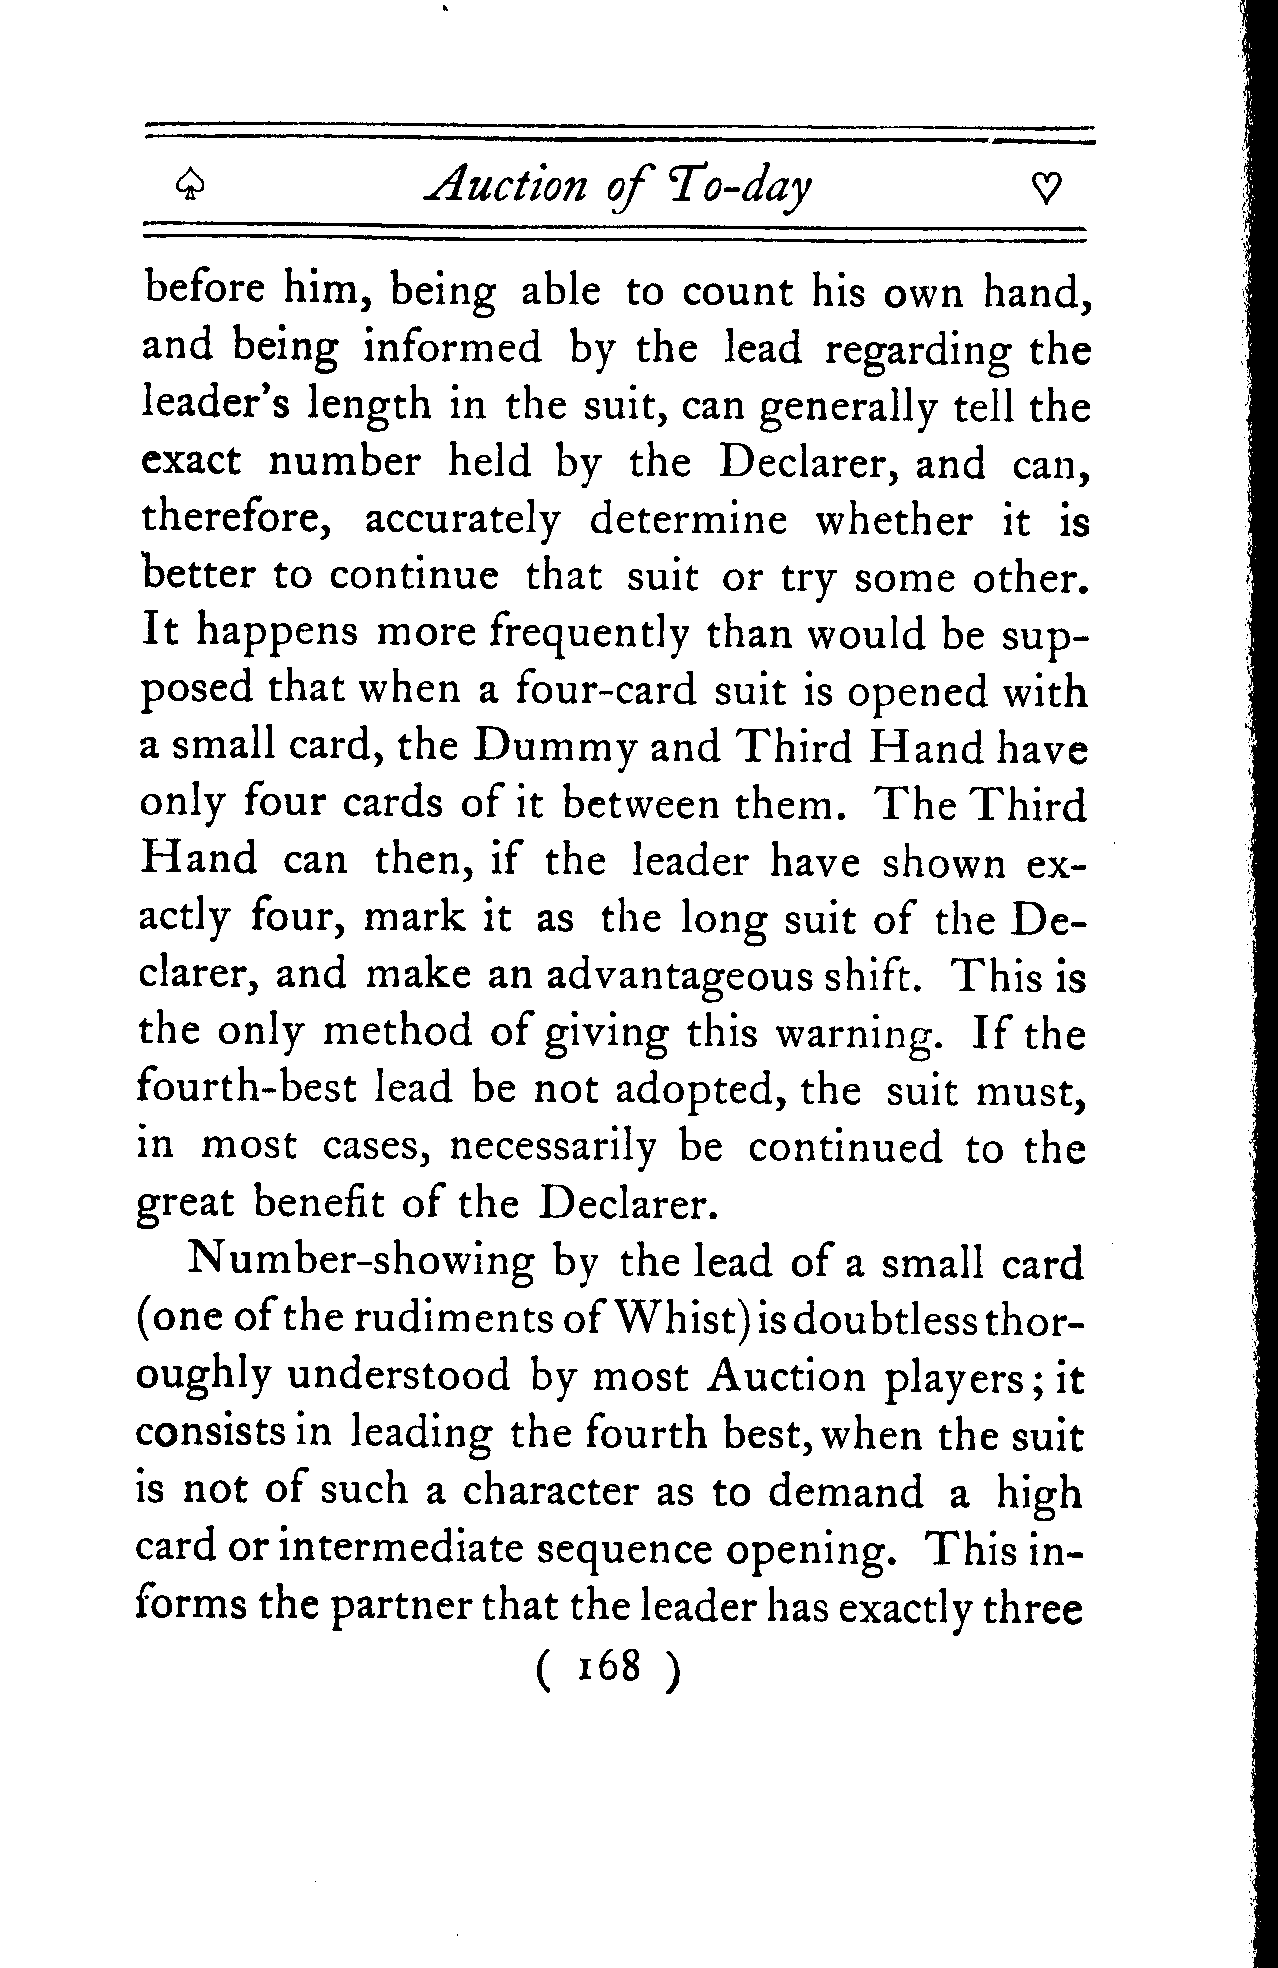 ♤ Auction of To-day ♡
before him, being able to count his own hand,
and being informed by the lead regarding the
leader's length in the suit, can generally tell the
exact number held by the Declarer, and can,
therefore, accurately determine whether it is
better to continue that suit or try some other.
It happens more frequently than would be sup-
posed that when a four-card suit is opened with
a small card, the Dummy and Third Hand have
only four cards of it between them. The Third
Hand can then, if the leader have shown ex-
actly four, mark it as the long suit of the De-
clarer, and make an advantageous shift. This is
the only method of giving this warning. If the
fourth-best lead be not adopted, the suit must,
in most cases, necessarily be continued to the
great benefit of the Declarer.
Number-showing by the lead of a small card
(one of the rudiments of Whist) is doubtless thor-
oughly understood by most Auction players; it
consists in leading the fourth best, when the suit
is not of such a character as to demand a high
card or intermediate sequence opening. This in-
forms the partner that the leader has exactly three
( 168 )